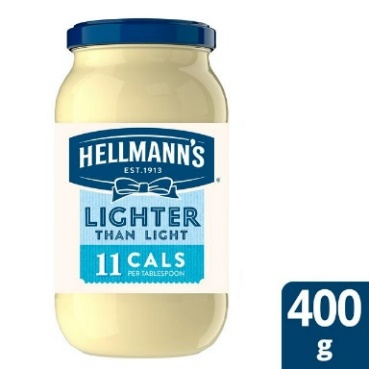 HELLMANN'S
EST.1913
LIGHTER
THAN LIGHT
11 CALS
PER TABLESPOON
400
g